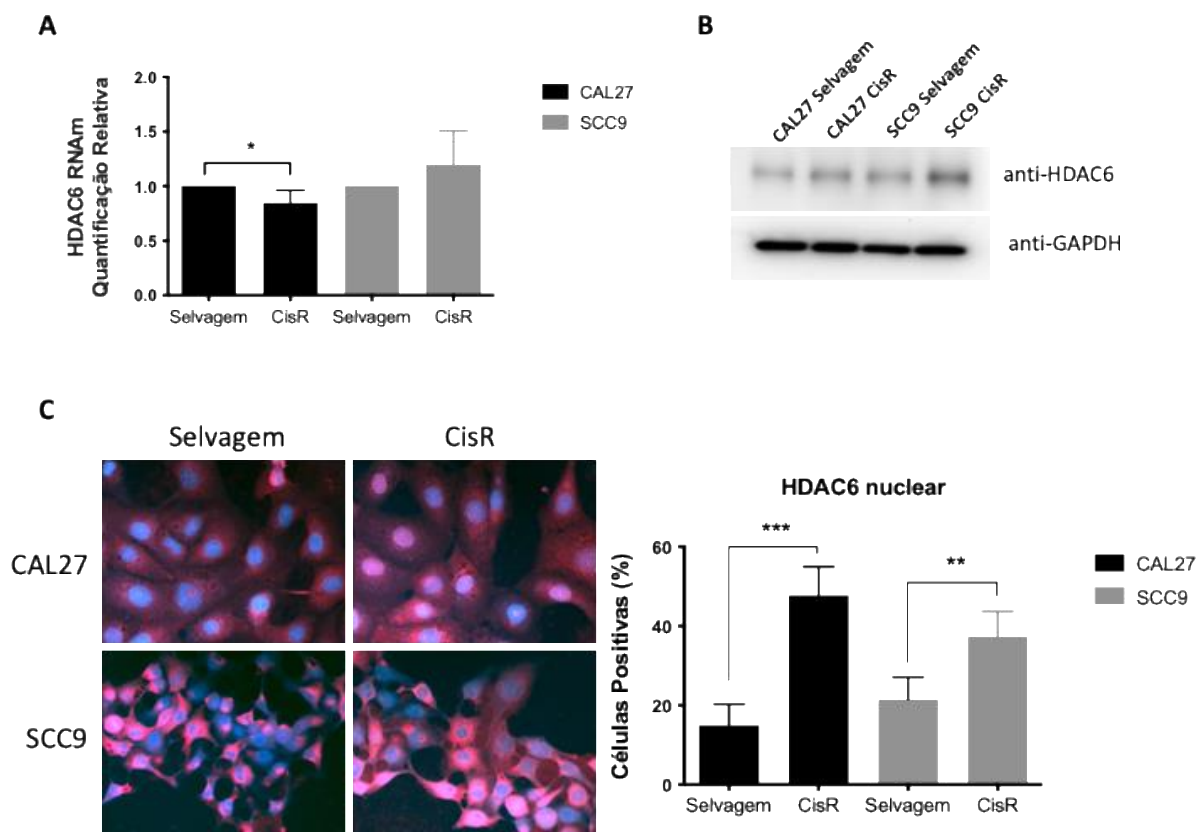 A
HDAC6 RNAm
Quantificação Relativa
2.0
1.5
1.0
0.5
0.0
*
Selvagem
CisR
Selvagem
CisR
CAL27
SCC9
B
CAL27 Selvagem
CAL27 CisR
SCC9 Selvagem
SCC9 CisR
anti-HDAC6
anti-GAPDH
C
Selvagem
CisR
CAL27
SCC9
HDAC6 nuclear
Células Positivas (%)
60
40
20
0
***
**
Selvagem
CisR
Selvagem
CisR
CAL27
SCC9